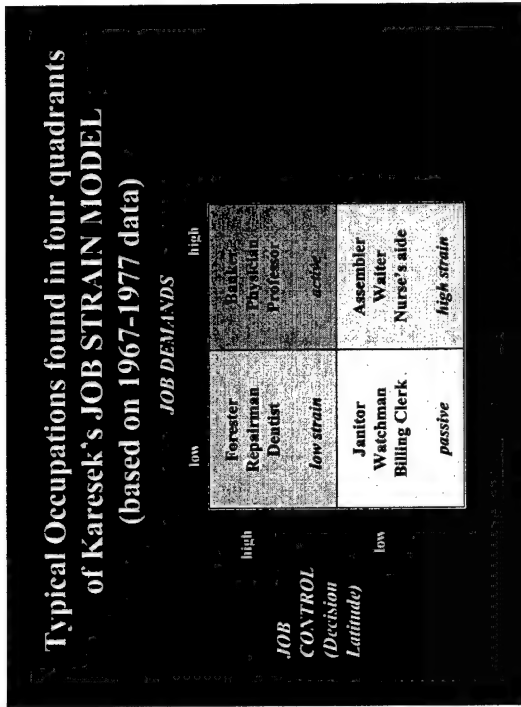 Typical Occupations found in four quadrants
of Karesek's JOB STRAIN MODEL
(based on 1967-1977 data)
JOB DEMANDS
low
high
high
Forester
Repairman
Dentist
low strain
Banker
Physician
Professor
active
JOB
CONTROL
(Decision
Latitude)
low
Janitor
Watchman
Billing Clerk
passive
Assembler
Waiter
Nurse's aide
high strain